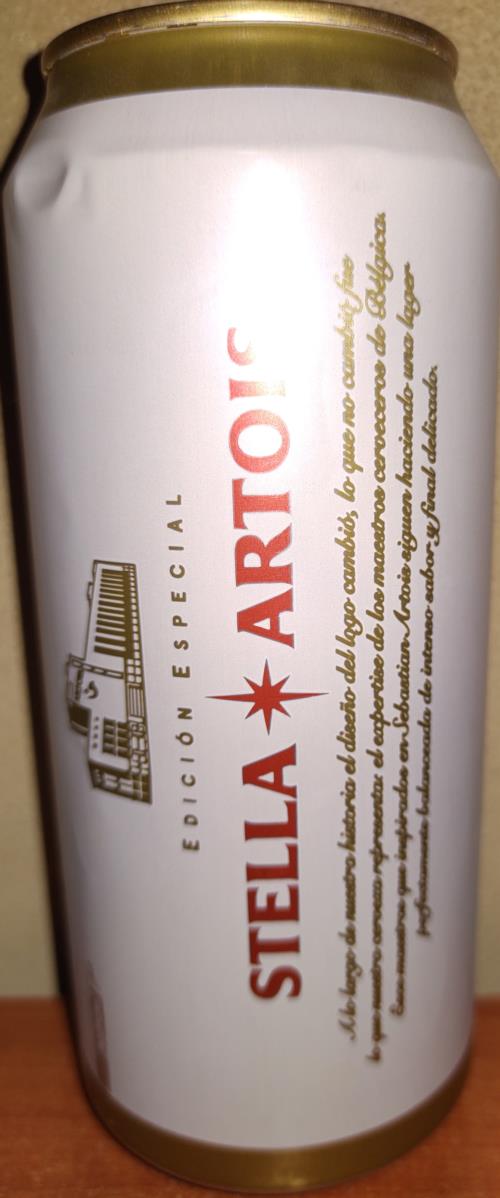 EDICIÓN ESPECIAL
STELLA ARTOIS
A lo largo de nuestra historia el diseño del logo cambió, lo que no cambió fue
lo que nuestra cerveza representa: el expertise de los maestros cerveceros de Bélgica.
Esos maestros que inspirados en Sebastian Artois siguen haciendo una lager
perfectamente balanceada de intenso sabor y final delicado.